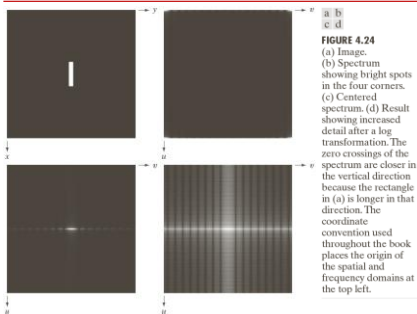 y
v
x
u
v
v
u
u
a b
c d
FIGURE 4.24
(a) Image.
(b) Spectrum
showing bright spots
in the four corners.
(c) Centered
spectrum. (d) Result
showing increased
detail after a log
transformation. The
zero crossings of the
spectrum are closer in
the vertical direction
because the rectangle
in (a) is longer in that
direction. The
coordinate
convention used
throughout the book
places the origin of
the spatial and
frequency domains at
the top left.